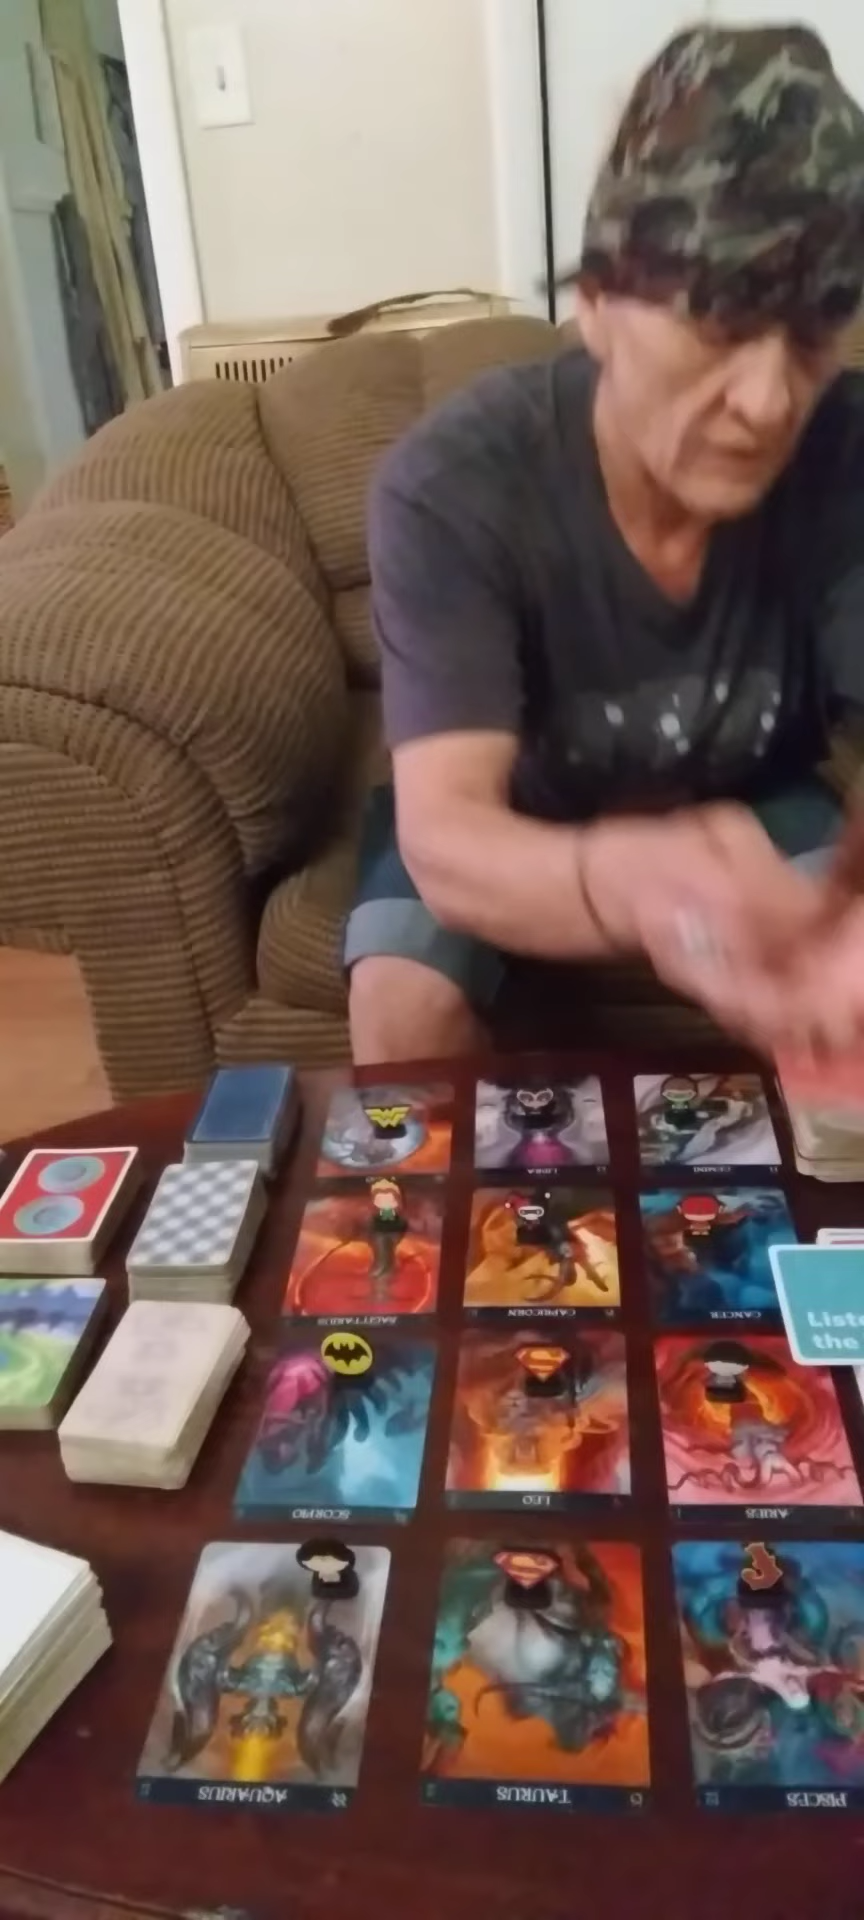 LIBRA
GEMINI
SAGITTARIUS
CAPRICORN
CANCER
Liste
the
SCORPIO
LEO
ARIES
AQUARIUS
TAURUS
PISCES